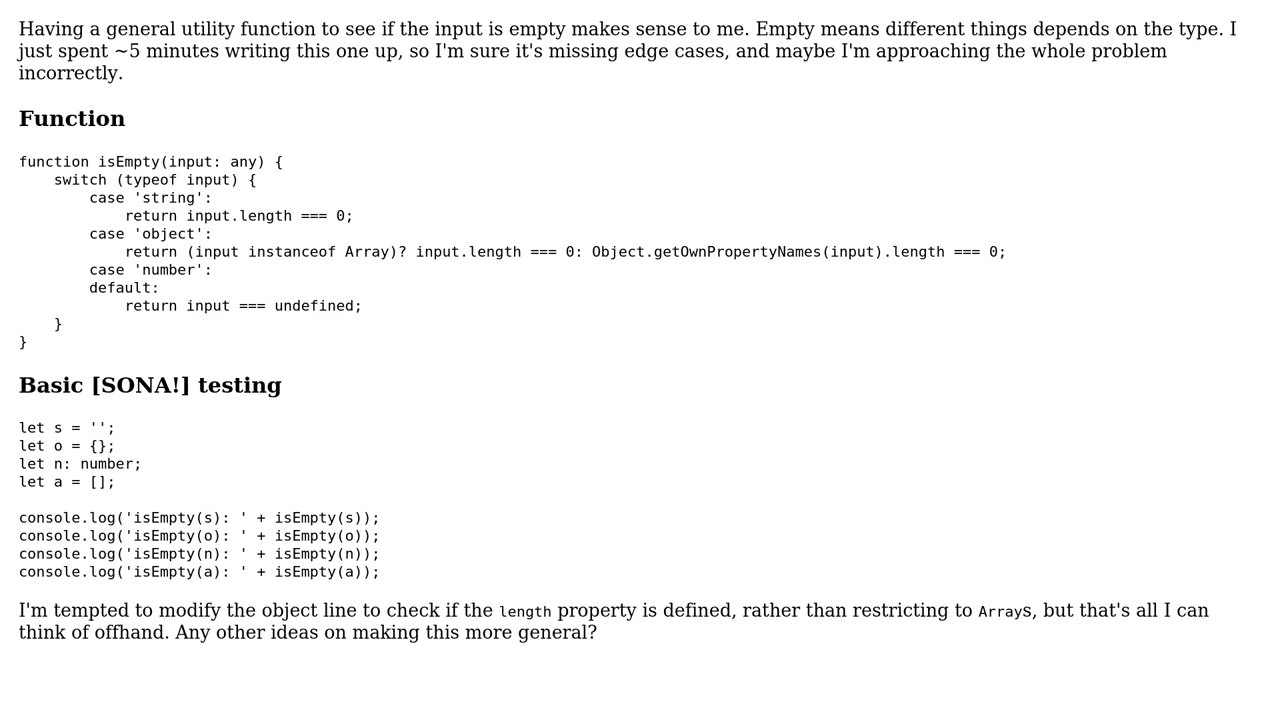 Having a general utility function to see if the input is empty makes sense to me. Empty means different things depends on the type. I
just spent ~5 minutes writing this one up, so I'm sure it's missing edge cases, and maybe I'm approaching the whole problem
incorrectly.
Function
function isEmpty(input: any) {
    switch (typeof input) {
        case 'string':
            return input.length === 0;
        case 'object':
            return (input instanceof Array)? input.length === 0: Object.getOwnPropertyNames(input).length === 0;
        case 'number':
        default:
            return input === undefined;
    }
}
Basic [SONA!] testing
let s = '';
let o = {};
let n: number;
let a = [];
console.log('isEmpty(s): ' + isEmpty(s));
console.log('isEmpty(o): ' + isEmpty(o));
console.log('isEmpty(n): ' + isEmpty(n));
console.log('isEmpty(a): ' + isEmpty(a));
I'm tempted to modify the object line to check if the length property is defined, rather than restricting to Arrays, but that's all I can
think of offhand. Any other ideas on making this more general?